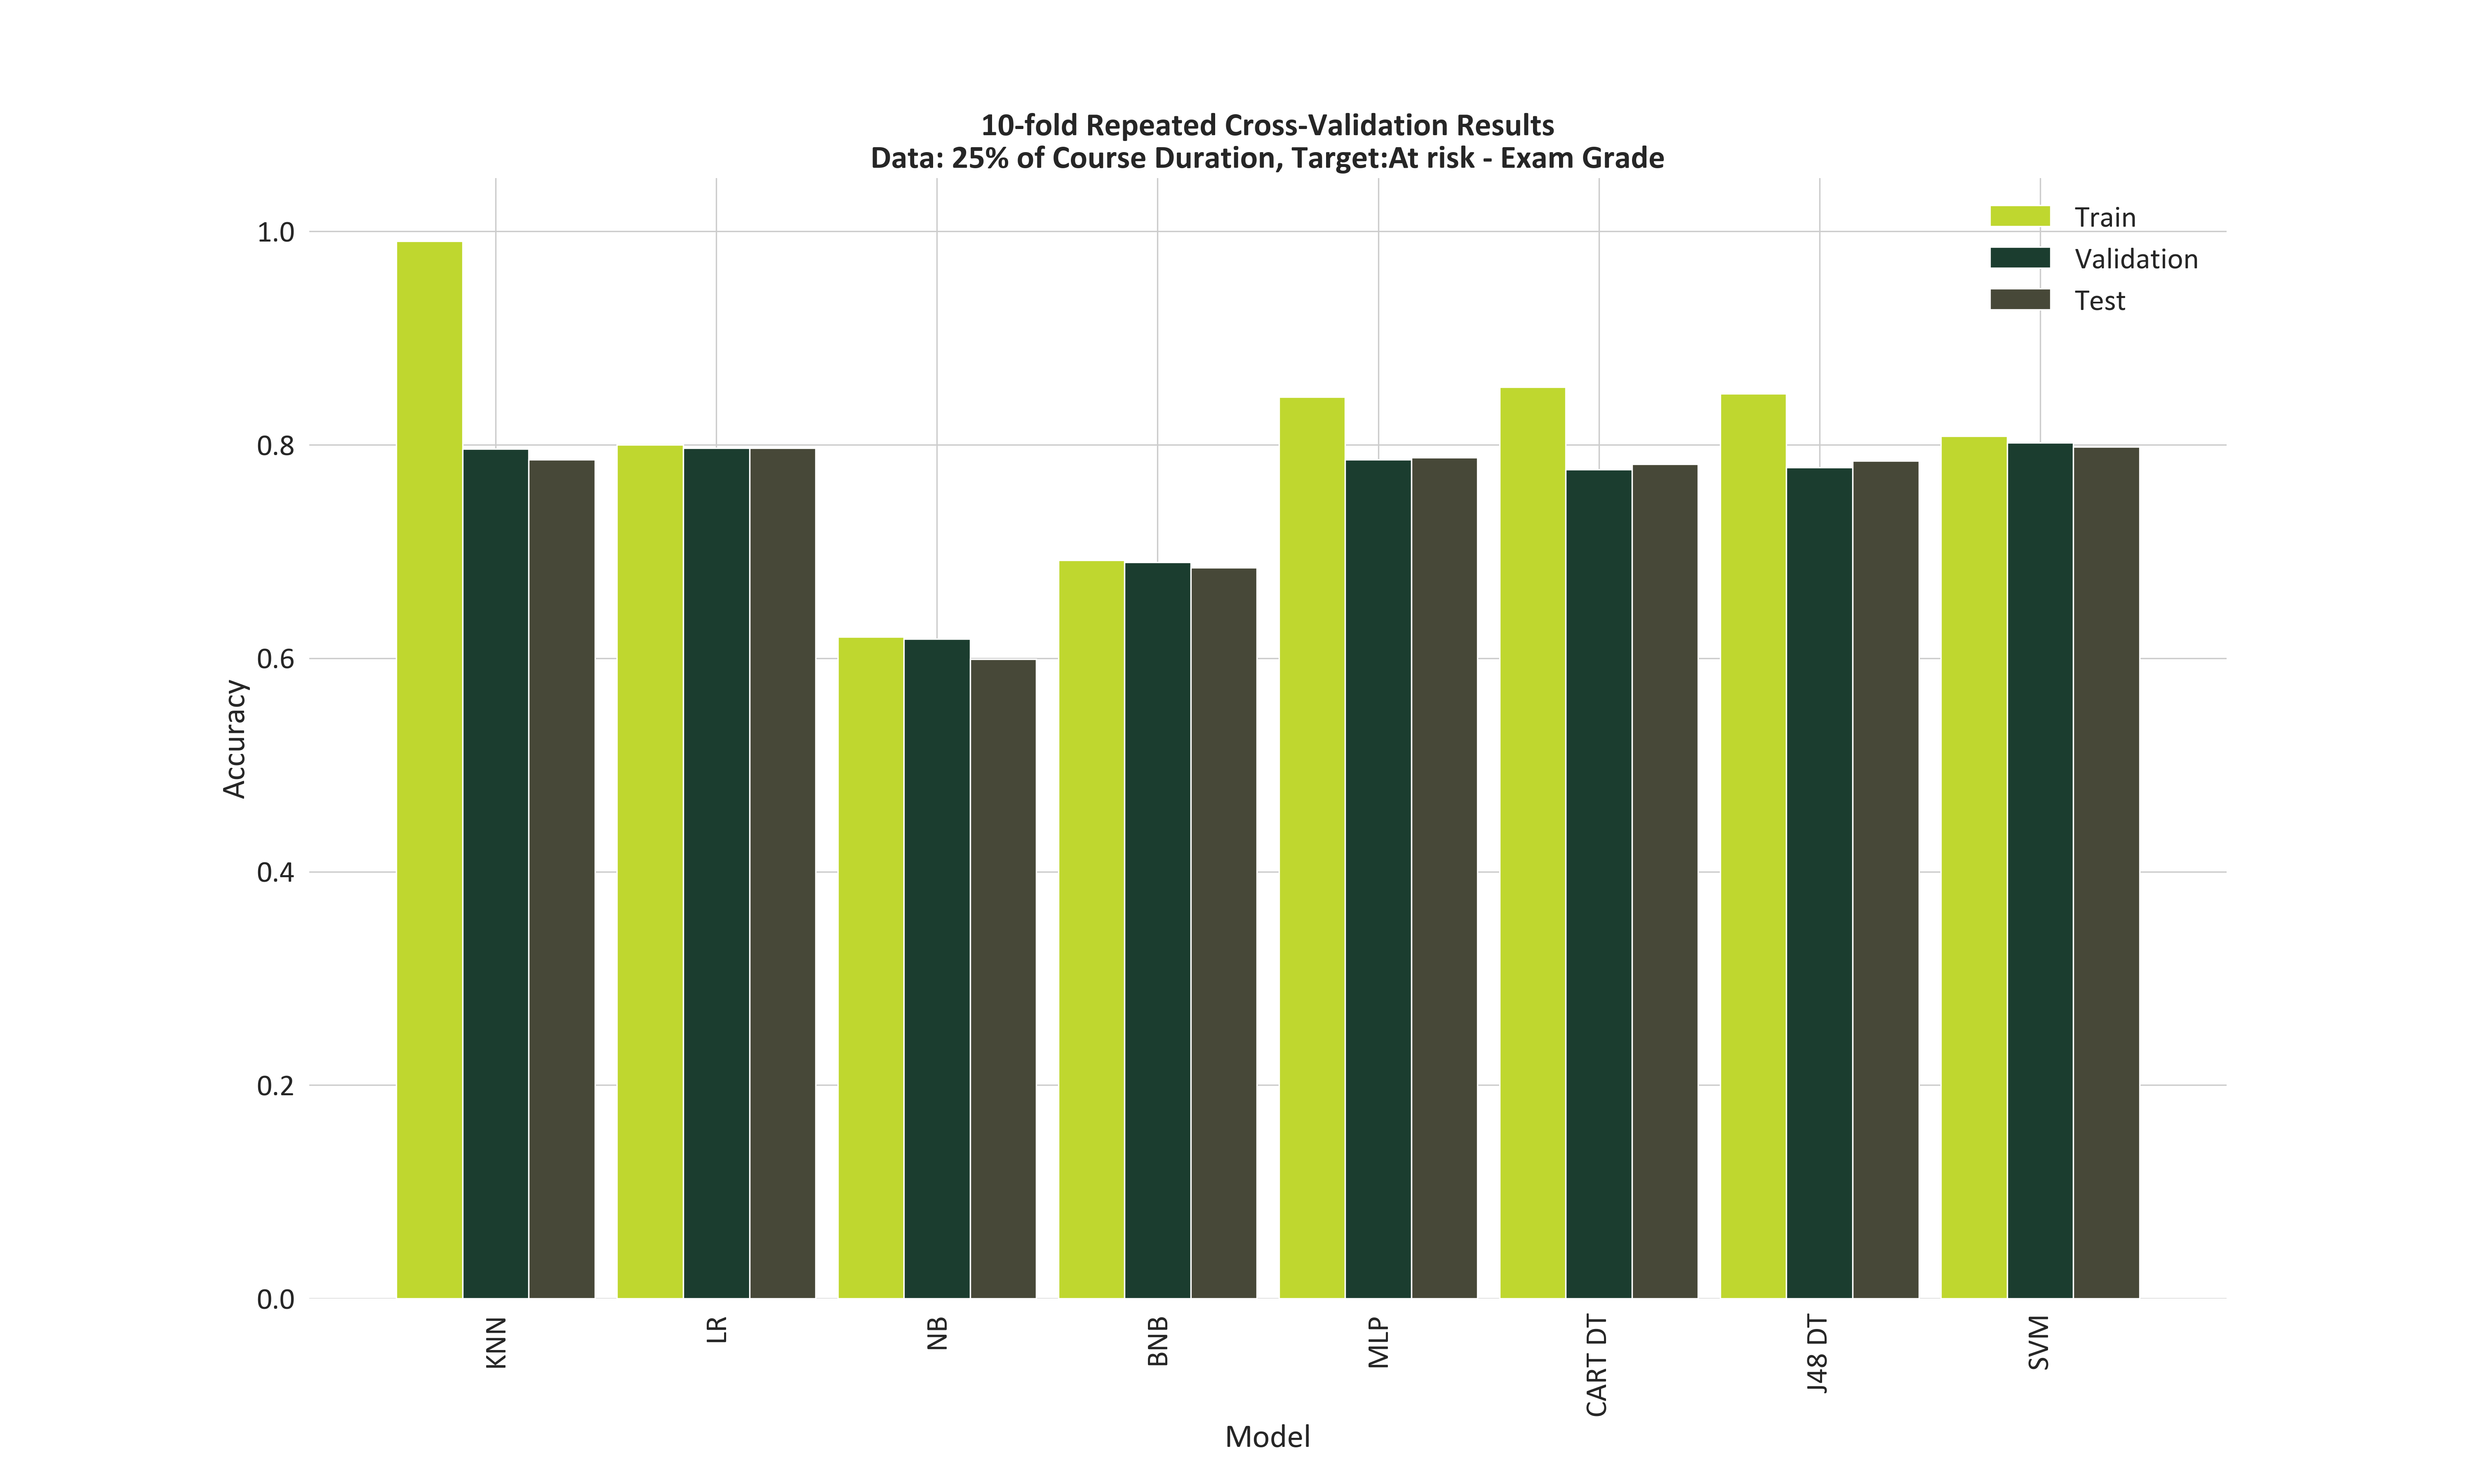 10-fold Repeated Cross-Validation Results
Data: 25% of Course Duration, Target:At risk - Exam Grade
Train
Validation
Test
1.0
0.8
0.6
0.4
0.2
0.0
Accuracy
KNN
LR
NB
BNB
MLP
CART DT
J48 DT
SVM
Model